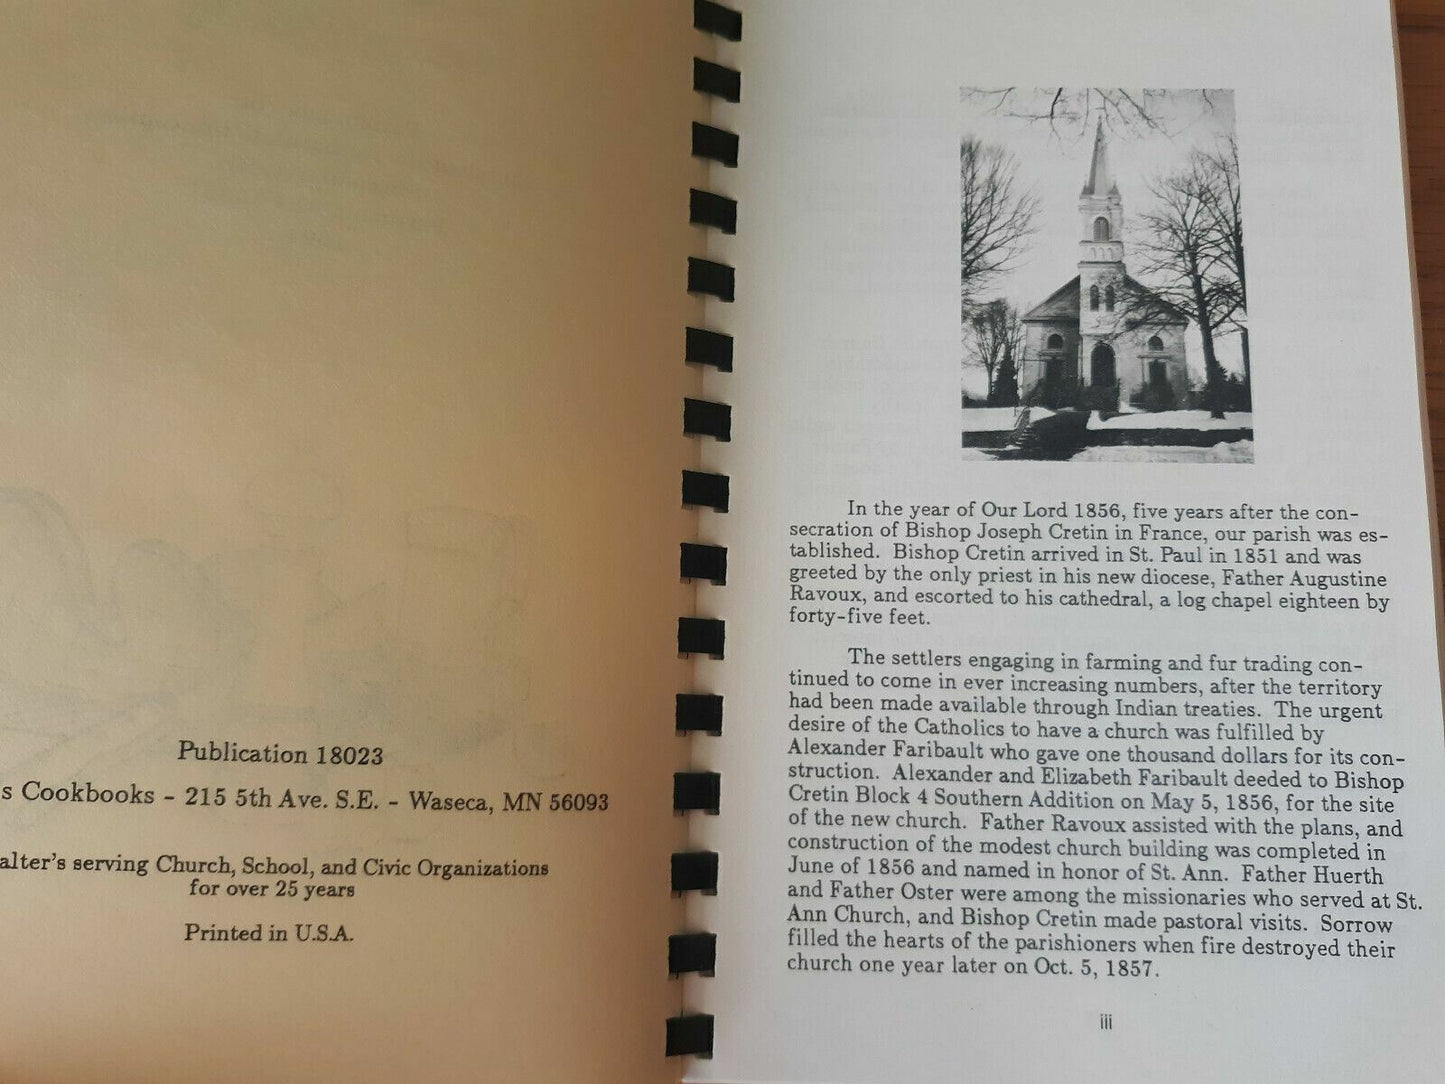 Publication 18023
s Cookbooks - 215 5th Ave. S.E. - Waseca, MN 56093
alter's serving Church, School, and Civic Organizations
for over 25 years
Printed in U.S.A.
In the year of Our Lord 1856, five years after the con-
secration of Bishop Joseph Cretin in France, our parish was es-
tablished. Bishop Cretin arrived in St. Paul in 1851 and was
greeted by the only priest in his new diocese, Father Augustine
Ravoux, and escorted to his cathedral, a log chapel eighteen by
forty-five feet.
The settlers engaging in farming and fur trading con-
tinued to come in ever increasing numbers, after the territory
had been made available through Indian treaties. The urgent
desire of the Catholics to have a church was fulfilled by
Alexander Faribault who gave one thousand dollars for its con-
struction. Alexander and Elizabeth Faribault deeded to Bishop
Cretin Block 4 Southern Addition on May 5, 1856, for the site
of the new church. Father Ravoux assisted with the plans, and
construction of the modest church building was completed in
June of 1856 and named in honor of St. Ann. Father Huerth
and Father Oster were among the missionaries who served at St.
Ann Church, and Bishop Cretin made pastoral visits. Sorrow
filled the hearts of the parishioners when fire destroyed their
church one year later on Oct. 5, 1857.
iii